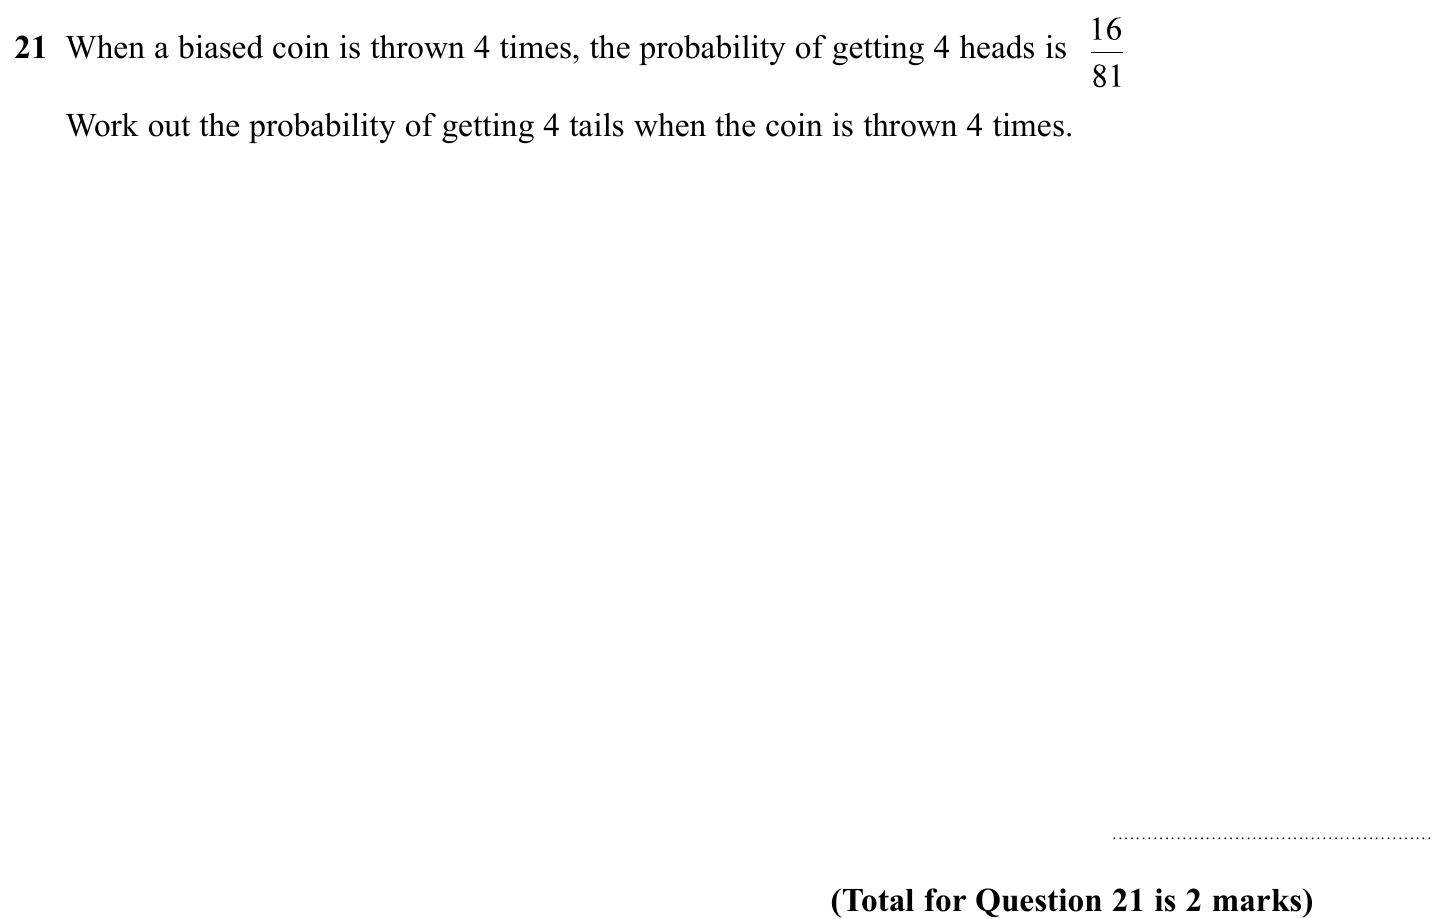 21 When a biased coin is thrown 4 times, the probability of getting 4 heads is 16/81
Work out the probability of getting 4 tails when the coin is thrown 4 times.
(Total for Question 21 is 2 marks)